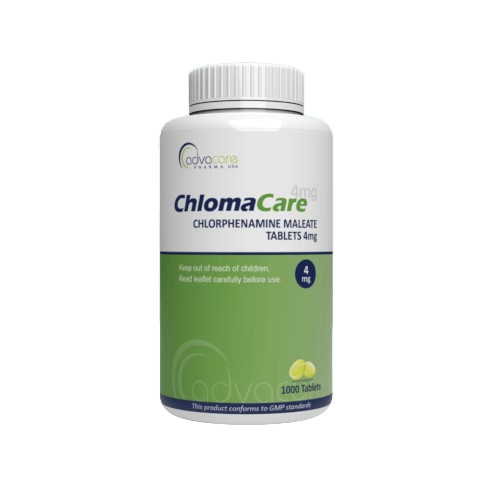 advacare
PHARMA USA
4mg
ChlomaCare
CHLORPHENAMINE MALEATE
TABLETS 4mg
Keep out of reach of children,
Read leaflet carefully before use.
4
mg
1000 Tablets
advacare
This product conforms to GMP standards